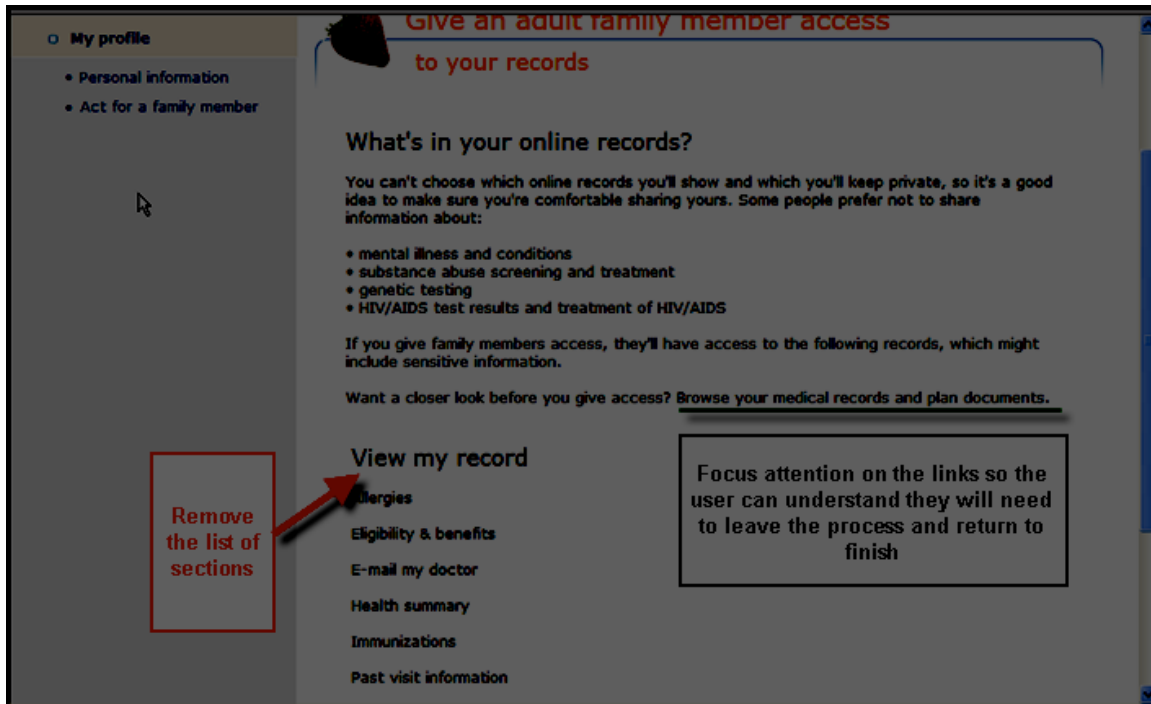 My profile
• Personal information
• Act for a family member
Give an adult family member access
to your records
What's in your online records?
You can't choose which online records you'll show and which you'll keep private, so it's a good
idea to make sure you're comfortable sharing yours. Some people prefer not to share
information about:
• mental illness and conditions
• substance abuse screening and treatment
• genetic testing
• HIV/AIDS test results and treatment of HIV/AIDS
If you give family members access, they'll have access to the following records, which might
include sensitive information.
Want a closer look before you give access? Browse your medical records and plan documents.
View my record
Allergies
Eligibility & benefits
E-mail my doctor
Health summary
Immunizations
Past visit information
Remove
the list of
sections
Focus attention on the links so the
user can understand they will need
to leave the process and return to
finish